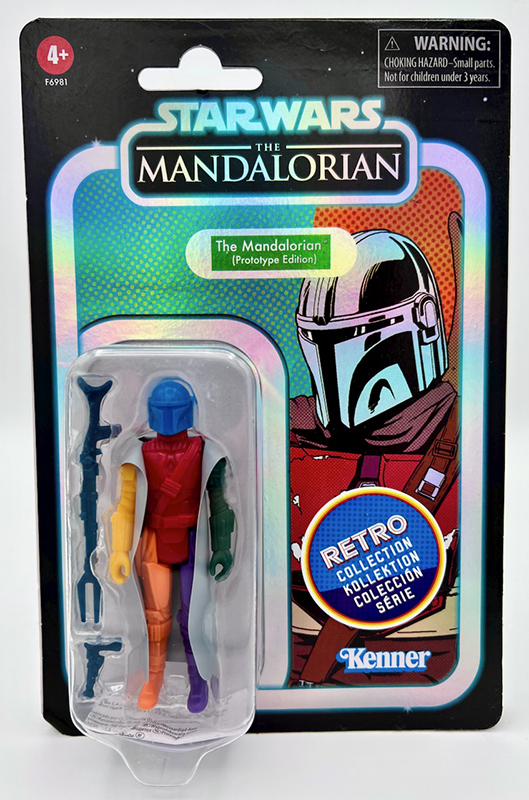 4+
F6981
WARNING:
CHOKING HAZARD–Small parts.
Not for children under 3 years.
STAR WARS
THE
MANDALORIAN
The Mandalorian™
(Prototype Edition)
RETRO
COLLECTION
KOLLEKTION
COLECCIÓN
SÉRIE
Kenner